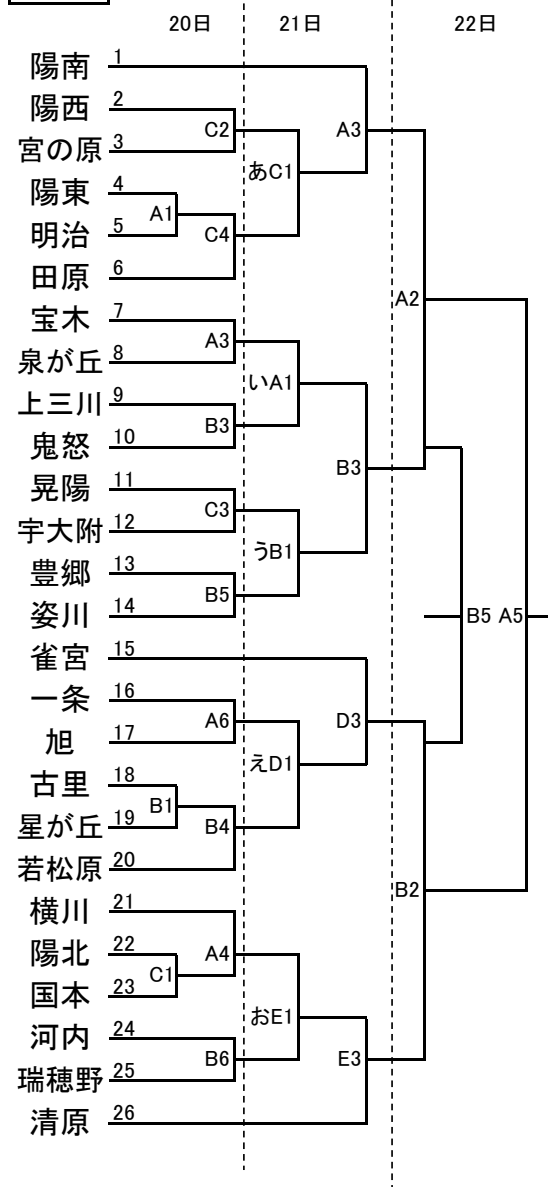 20日 21日 22日
陽南 1
陽西 2
C2 A3
宮の原 3
あC1
陽東 4
A1
明治 5
C4
田原 6
A2
宝木 7
A3
泉が丘 8
いA1
上三川 9
B3
鬼怒 10
B3
晃陽 11
C3
宇大附 12
うB1
豊郷 13
B5
姿川 14
B5 A5
雀宮 15
一条 16
A6 D3
旭 17
えD1
古里 18
B1
星が丘 19
B4
若松原 20
B2
横川 21
陽北 22
A4
C1
国本 23
おE1
河内 24
B6 E3
瑞穂野 25
清原 26